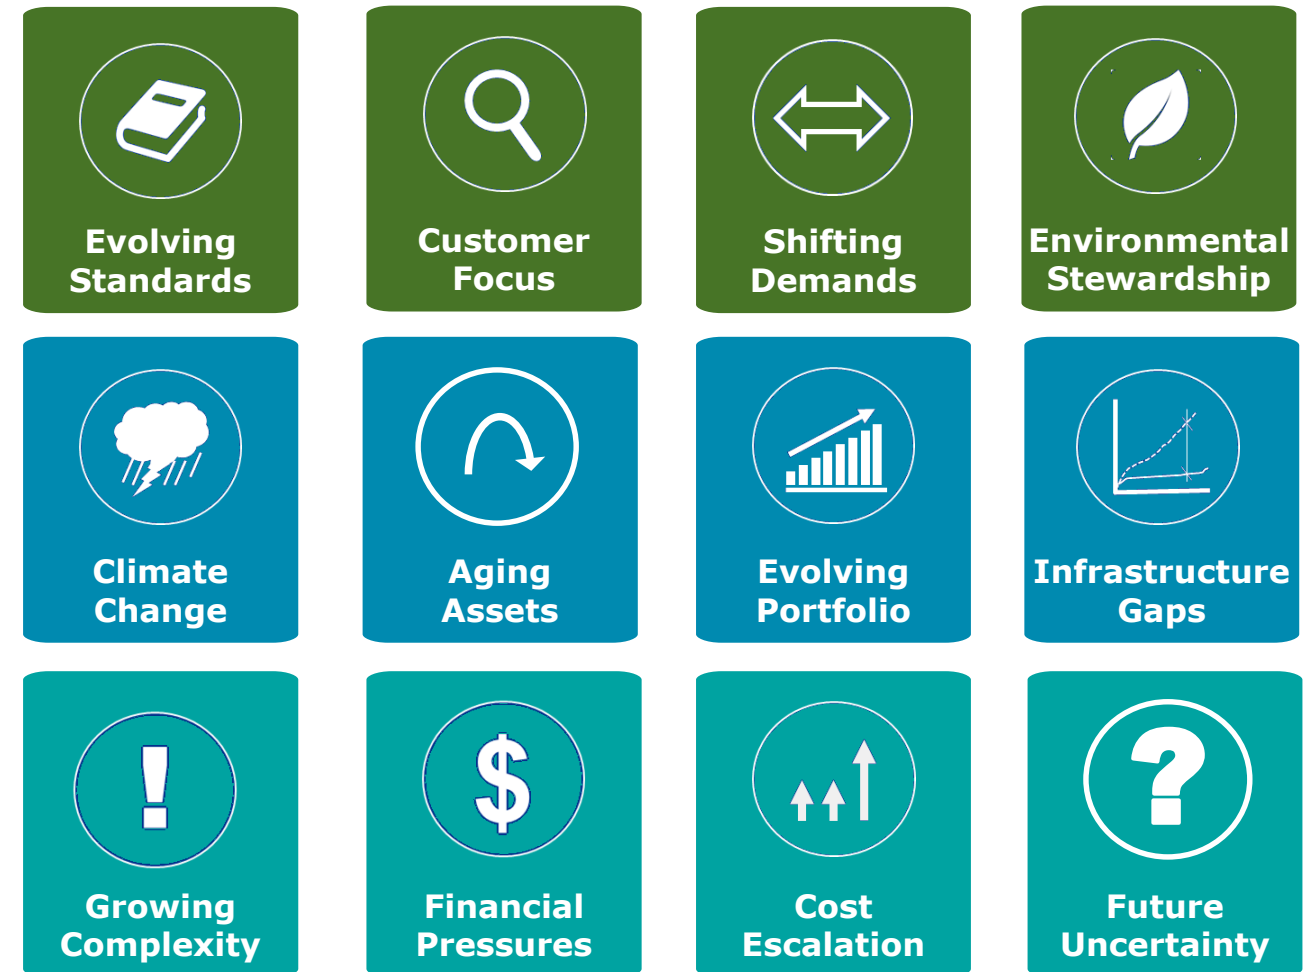 Evolving
Standards
Customer
Focus
Shifting
Demands
Environmental
Stewardship
Climate
Change
Aging
Assets
Evolving
Portfolio
Infrastructure
Gaps
!
Growing
Complexity
$
Financial
Pressures
Cost
Escalation
?
Future
Uncertainty